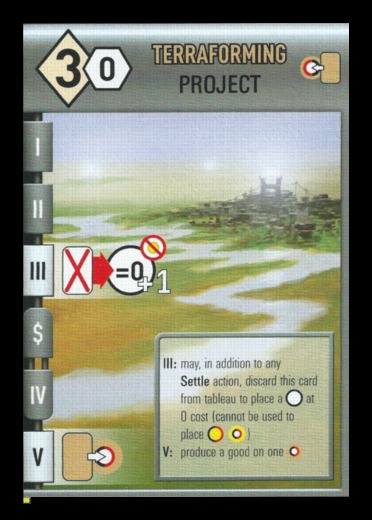 3 0
TERRAFORMING
PROJECT
I
II
III
=0
+1
$
IV
V
III: may, in addition to any
Settle action, discard this card
from tableau to place a at
0 cost (cannot be used to
place )
V: produce a good on one